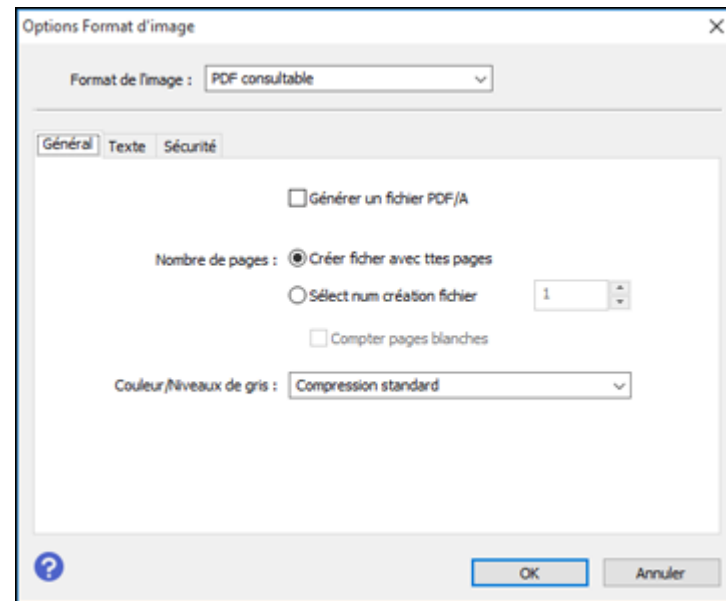 Options Format d'image
Format de l'image : PDF consultable
Général Texte Sécurité
Générer un fichier PDF/A
Nombre de pages : Créer ficher avec ttes pages
Sélect num création fichier 1
Compter pages blanches
Couleur/Niveaux de gris : Compression standard
? OK Annuler